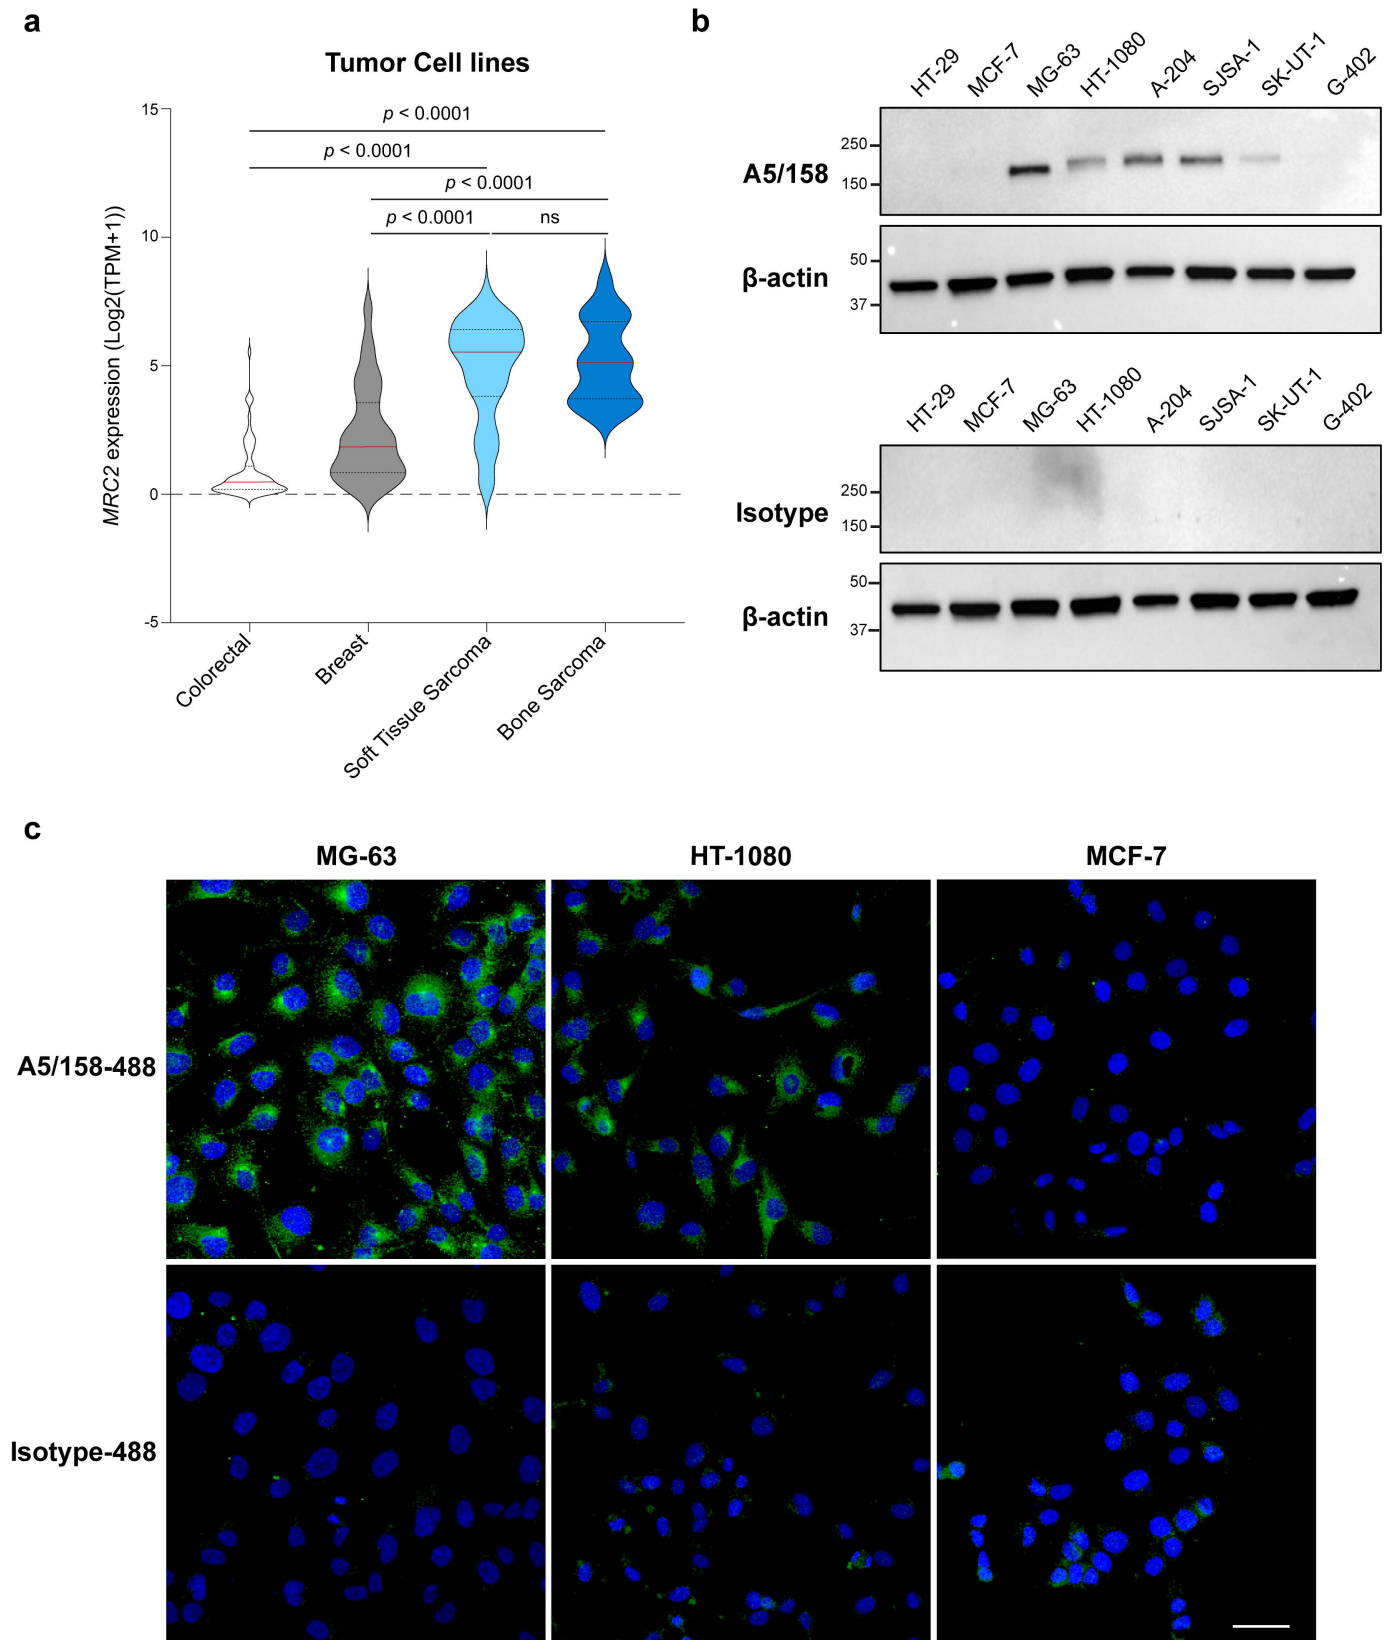 a
Tumor Cell lines
MRC2 expression (Log2(TPM+1))
15
10
5
0
-5
p < 0.0001
p < 0.0001
p < 0.0001
p < 0.0001
ns
Colorectal
Breast
Soft Tissue Sarcoma
Bone Sarcoma
b
HT-29 MCF-7 MG-63 HT-1080 A-204 SJSA-1 SK-UT-1 G-402
A5/158
250
150
β-actin
50
37
HT-29 MCF-7 MG-63 HT-1080 A-204 SJSA-1 SK-UT-1 G-402
Isotype
250
150
β-actin
50
37
c
MG-63 HT-1080 MCF-7
A5/158-488
Isotype-488